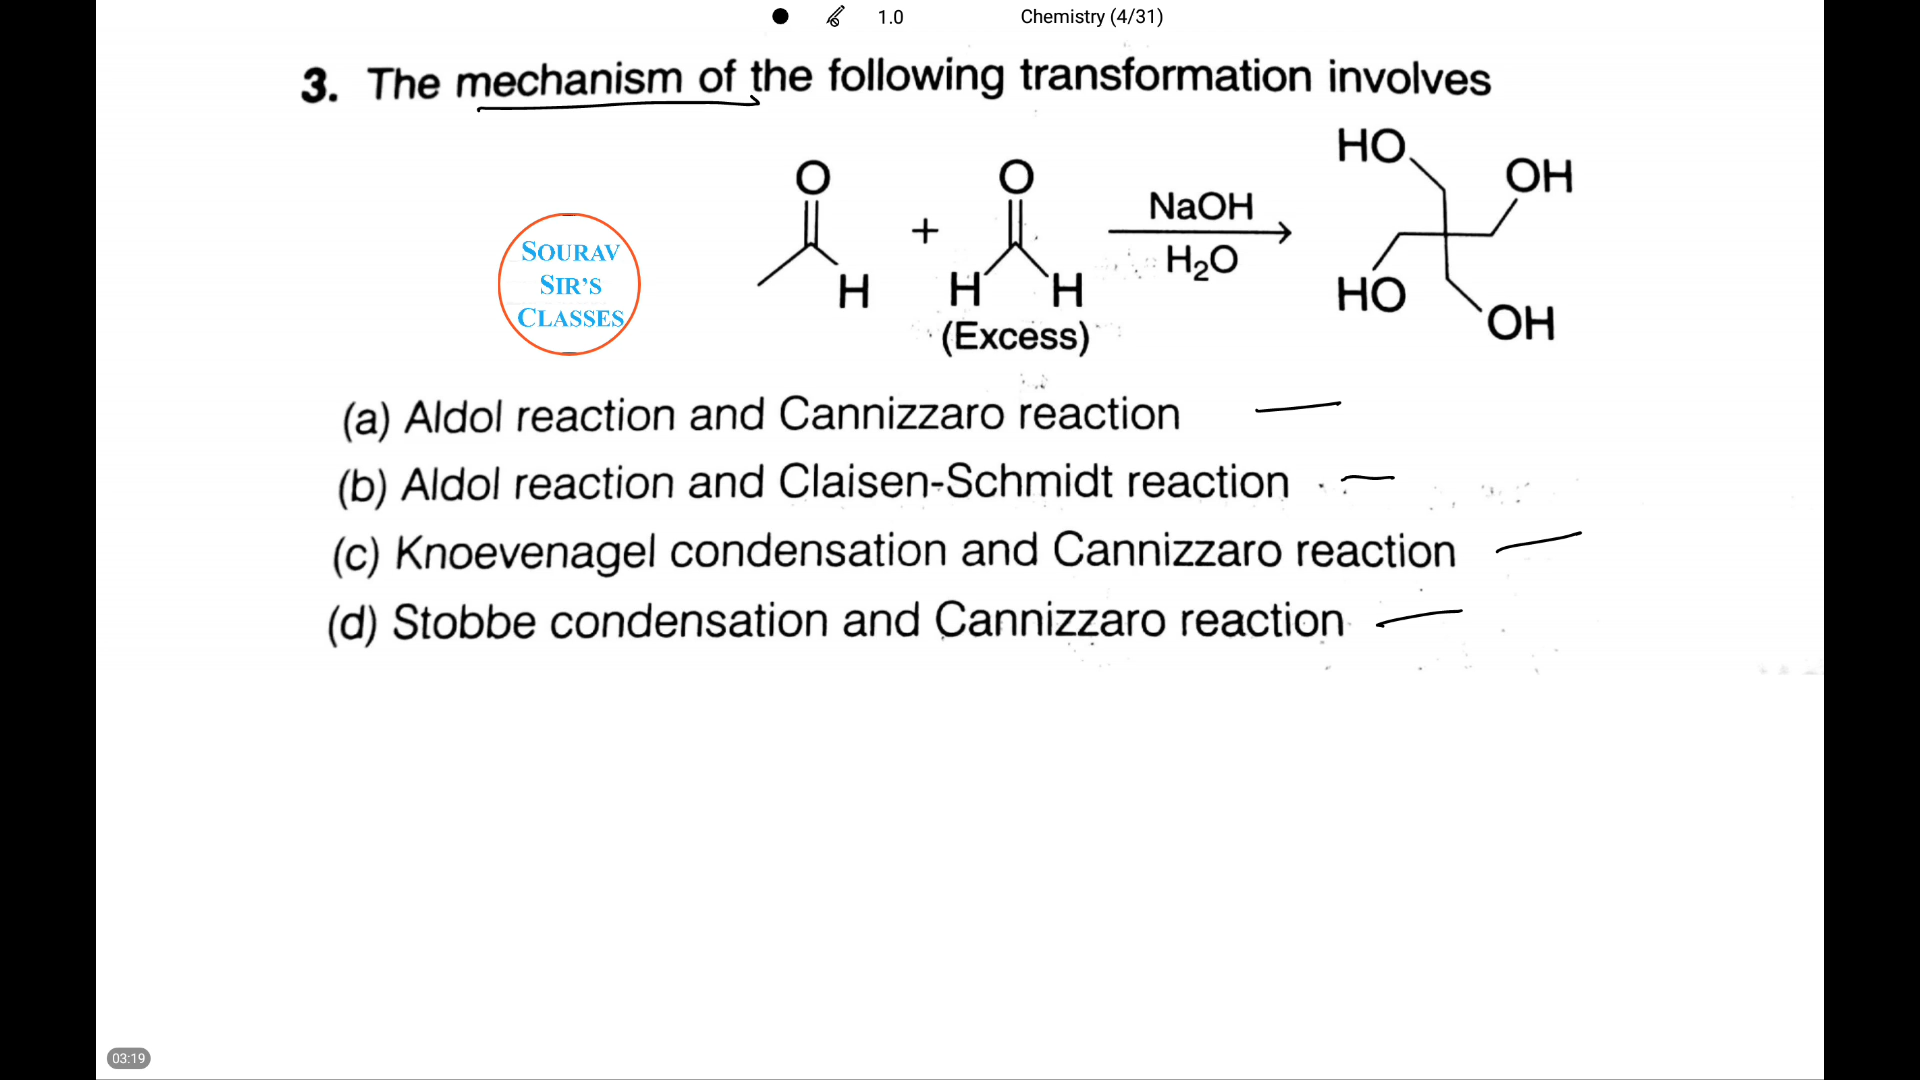 1.0 Chemistry (4/31)
3. The mechanism of the following transformation involves
O O NaOH H₂O
H + H H
(Excess)
HO OH HO OH
SOURAV
SIR'S
CLASSES
(a) Aldol reaction and Cannizzaro reaction
(b) Aldol reaction and Claisen-Schmidt reaction
(c) Knoevenagel condensation and Cannizzaro reaction
(d) Stobbe condensation and Cannizzaro reaction
03:19